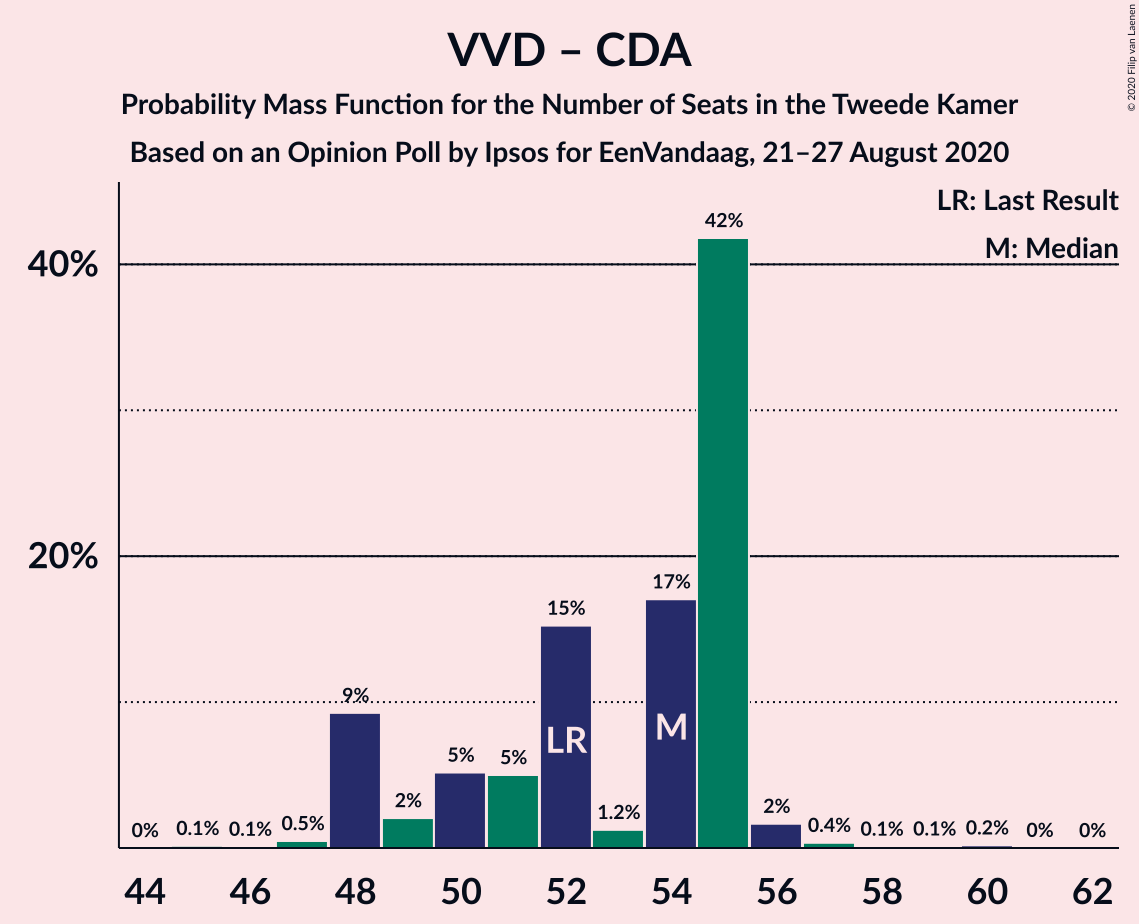 VVD – CDA
Probability Mass Function for the Number of Seats in the Tweede Kamer
Based on an Opinion Poll by Ipsos for EenVandaag, 21–27 August 2020
© 2020 Filip van Laenen
LR: Last Result
M: Median
40%
20%
0%
0.1%
0.1%
0.5%
9%
2%
5%
5%
15%
1.2%
17%
42%
2%
0.4%
0.1%
0.1%
0.2%
0%
0%
LR
M
44 46 48 50 52 54 56 58 60 62